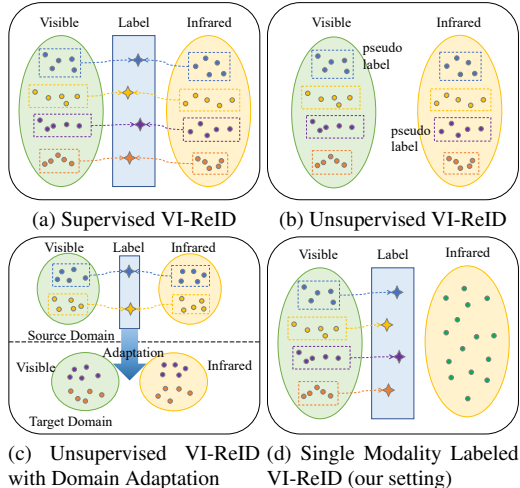 Visible Label Infrared
(a) Supervised VI-ReID
Visible Infrared
pseudo
label
pseudo
label
(b) Unsupervised VI-ReID
Visible Label Infrared
Source Domain
Adaptation
Visible Infrared
Target Domain
(c) Unsupervised VI-ReID
with Domain Adaptation
Visible Label Infrared
(d) Single Modality Labeled
VI-ReID (our setting)